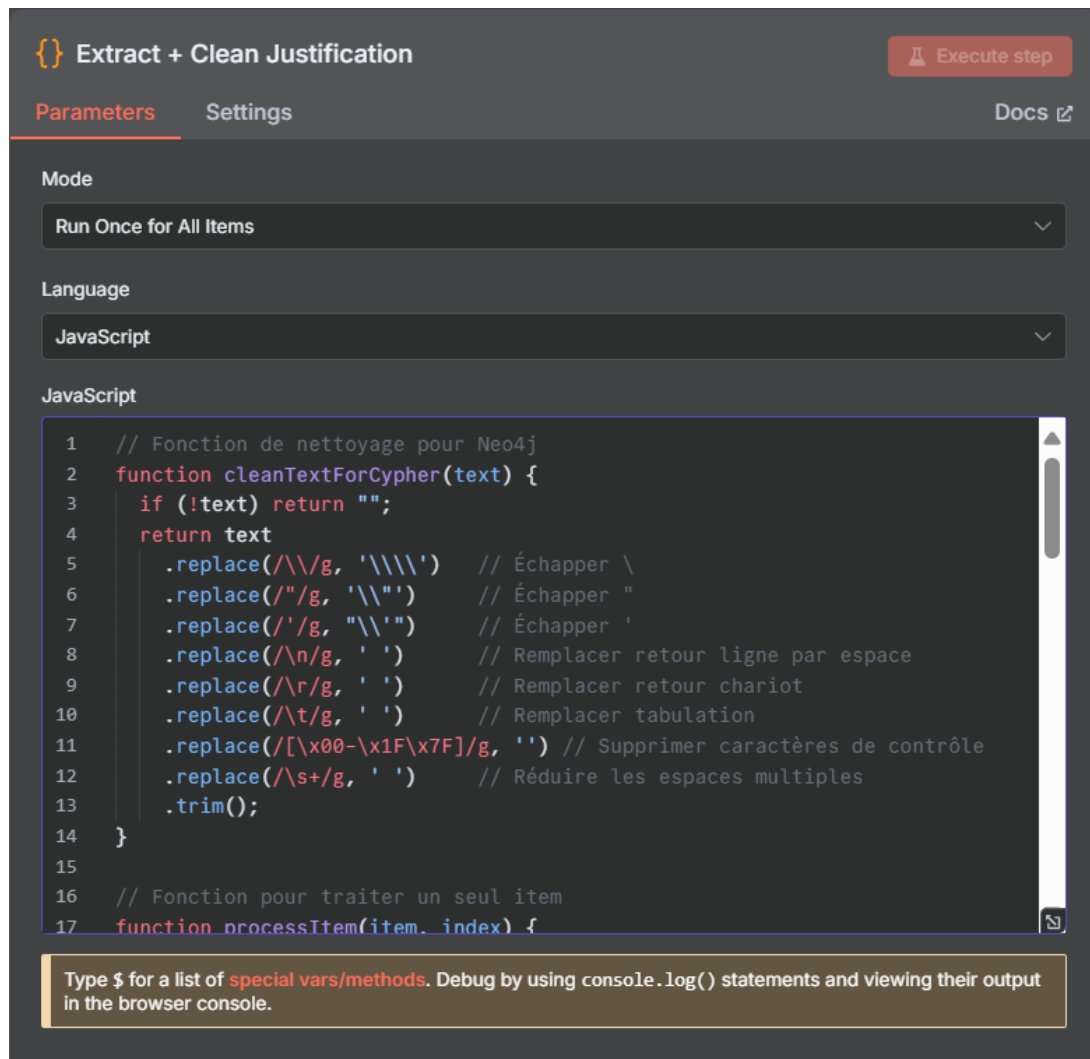 {} Extract + Clean Justification
Execute step
Parameters Settings Docs
Mode
Run Once for All Items
Language
JavaScript
JavaScript
1 // Fonction de nettoyage pour Neo4j
2 function cleanTextForCypher(text) {
3 if (!text) return "";
4 return text
5 .replace(/\\/g, '\\\\') // Échapper \
6 .replace(/"/g, '\\"') // Échapper "
7 .replace(/'/g, "\\'") // Échapper '
8 .replace(/\n/g, ' ') // Remplacer retour ligne par espace
9 .replace(/\r/g, ' ') // Remplacer retour chariot
10 .replace(/\t/g, ' ') // Remplacer tabulation
11 .replace(/[\x00-\x1F\x7F]/g, '') // Supprimer caractères de contrôle
12 .replace(/\s+/g, ' ') // Réduire les espaces multiples
13 .trim();
14 }
15
16 // Fonction pour traiter un seul item
17 function processItem(item, index) {
Type $ for a list of special vars/methods. Debug by using console.log() statements and viewing their output
in the browser console.